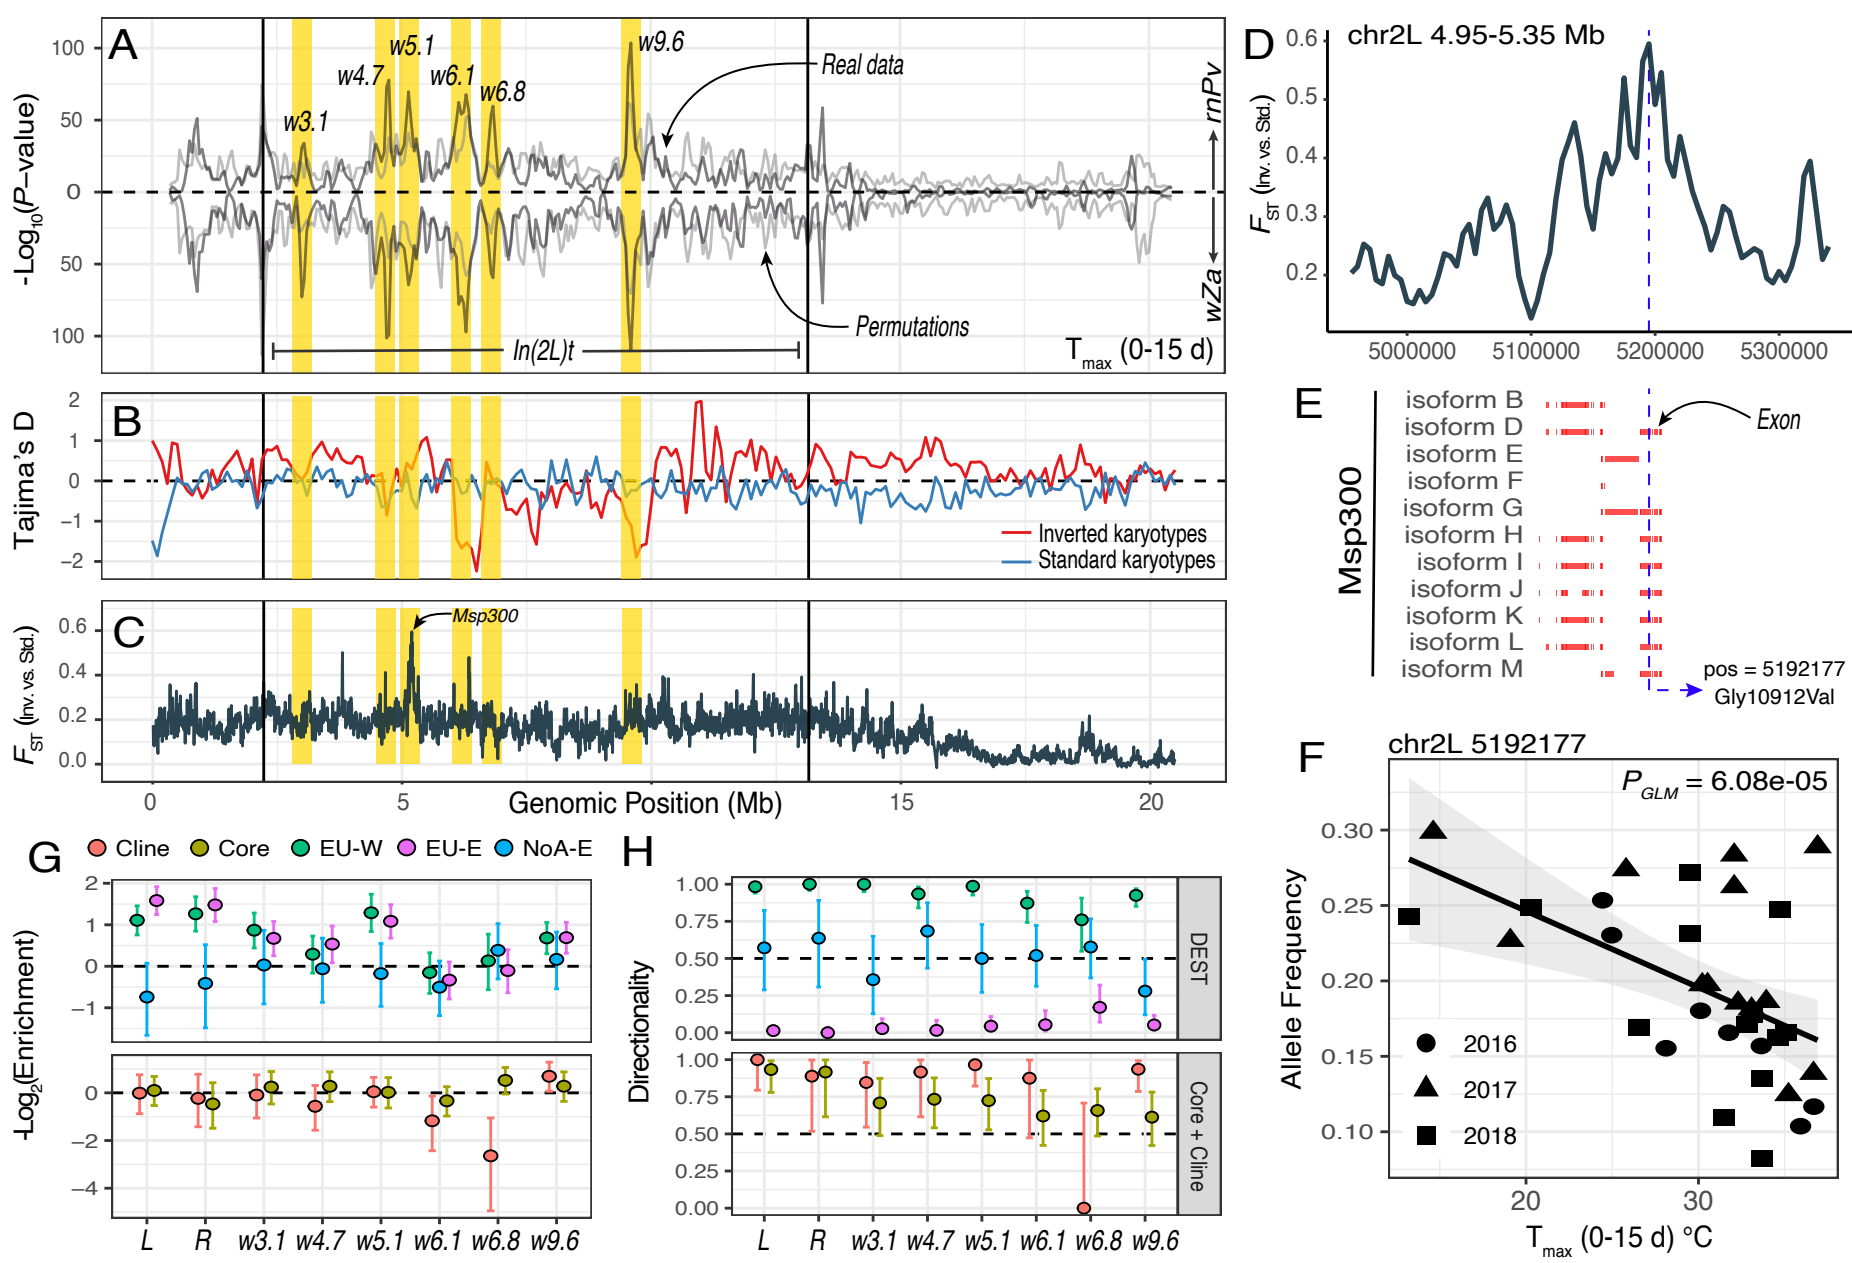 A
w3.1
w4.7
w5.1
w6.1
w6.8
w9.6
Real data
Permutations
In(2L)t
T max (0-15 d)
rnPv
wZa
-Log10(P-value)
100
50
0
50
100
B
Tajima's D
2
1
0
−1
−2
Inverted karyotypes
Standard karyotypes
C
Msp300
FST (Inv. vs. Std.)
0.6
0.4
0.2
0.0
0
5
15
20
Genomic Position (Mb)
D
chr2L 4.95-5.35 Mb
FST (Inv. vs. Std.)
0.6
0.5
0.4
0.3
0.2
5000000
5100000
5200000
5300000
E
Msp300
isoform B
isoform D
isoform E
isoform F
isoform G
isoform H
isoform I
isoform J
isoform K
isoform L
isoform M
Exon
pos = 5192177
Gly10912Val
F
chr2L 5192177
PGLM = 6.08e-05
Allele Frequency
0.30
0.25
0.20
0.15
0.10
2016
2017
2018
20
30
Tmax (0-15 d) °C
G
Cline
Core
EU-W
EU-E
NoA-E
-Log2(Enrichment)
2
1
0
−1
0
−2
−4
L
R
w3.1
w4.7
w5.1
w6.1
w6.8
w9.6
H
Directionality
1.00
0.75
0.50
0.25
0.00
DEST
1.00
0.75
0.50
0.25
0.00
Core + Cline
L
R
w3.1
w4.7
w5.1
w6.1
w6.8
w9.6